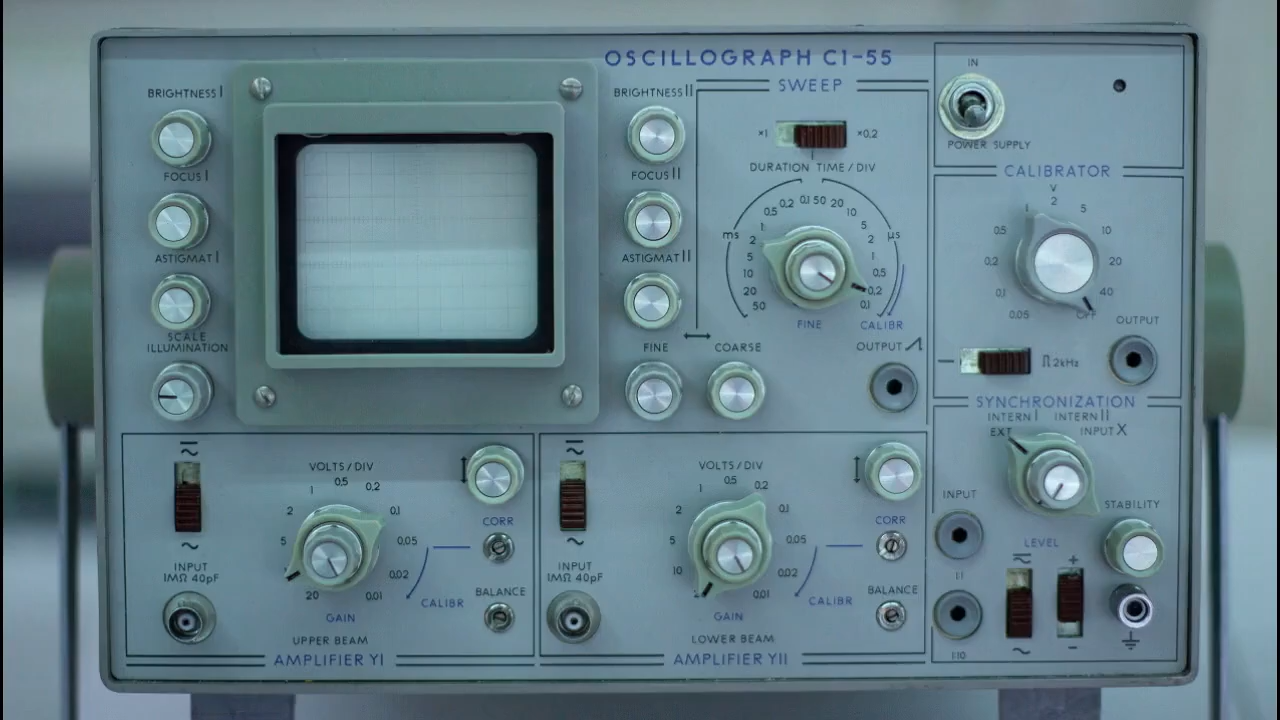 OSCILLOGRAPH C1-55
BRIGHTNESS I
FOCUS I
ASTIGMAT I
SCALE
ILLUMINATION
BRIGHTNESS II
FOCUS II
ASTIGMAT II
FINE
COARSE
SWEEP
×1
×0.2
DURATION TIME/DIV
ms
μs
50
20
10
5
2
1
0.5
0.2
0.1
50
20
10
5
2
1
0.5
0.2
0.1
FINE
CALIBR
OUTPUT
IN
POWER SUPPLY
CALIBRATOR
V
0.05
0.1
0.2
0.5
1
2
5
10
20
40
OFF
OUTPUT
−
2kHz
SYNCHRONIZATION
INTERN I
INTERN II
EXT
INPUT X
INPUT
STABILITY
LEVEL
1:1
1:10
~
~
+
−
~
~
INPUT
1MΩ 40pF
VOLTS/DIV
20
5
2
1
0.5
0.2
0.1
0.05
0.02
0.01
GAIN
CORR
CALIBR
BALANCE
UPPER BEAM
AMPLIFIER YI
~
~
INPUT
1MΩ 40pF
VOLTS/DIV
10
5
2
1
0.5
0.2
0.1
0.05
0.02
0.01
GAIN
CORR
CALIBR
BALANCE
LOWER BEAM
AMPLIFIER YII